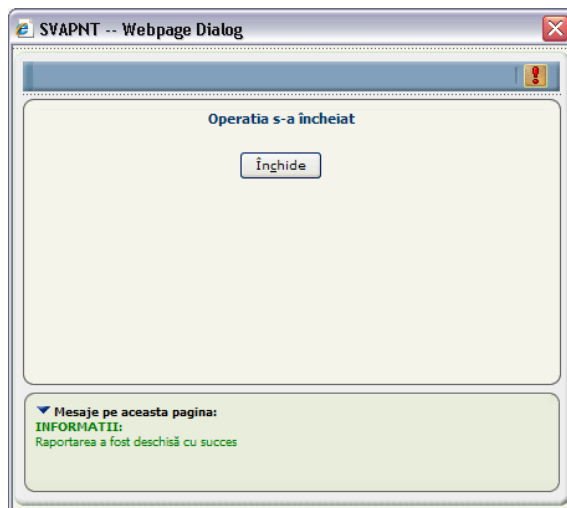 SVAPNT -- Webpage Dialog
Operatia s-a încheiat
Închide
Mesaje pe aceasta pagina:
INFORMATII:
Raportarea a fost deschisă cu succes